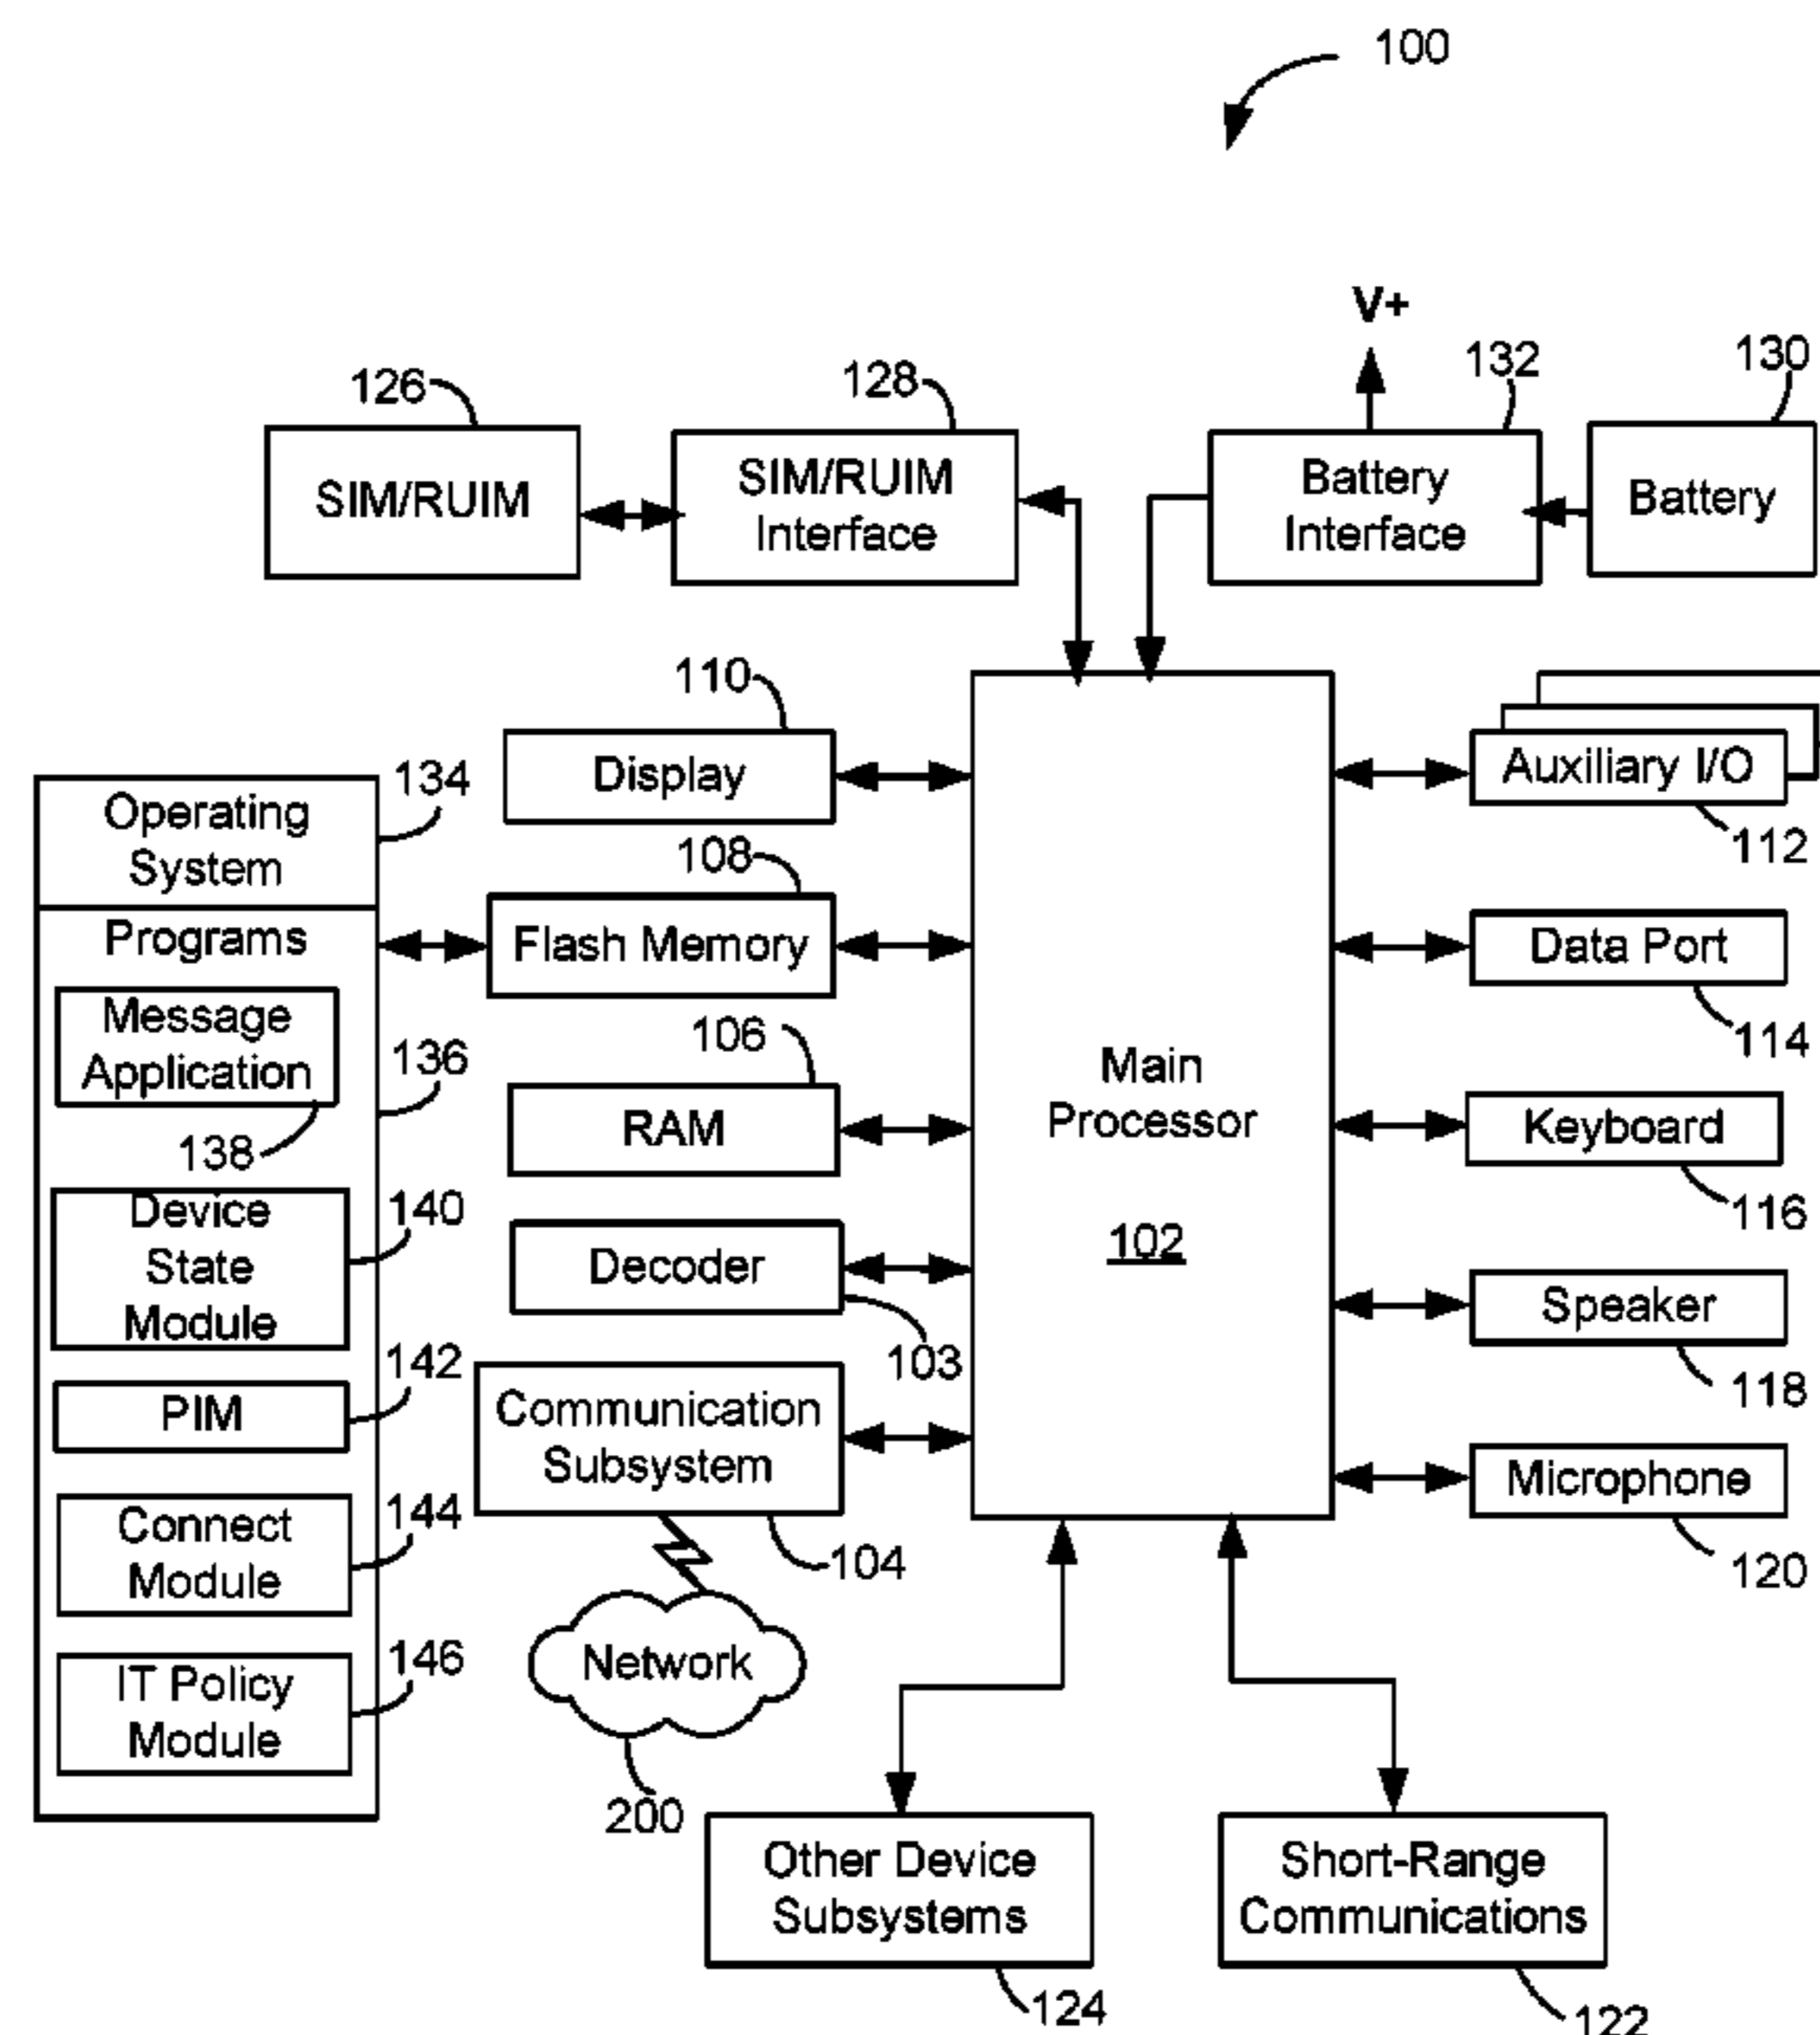 100
V+
126
128
132
130
SIM/RUIM
SIM/RUIM
Interface
Battery
Interface
Battery
110
Display
Auxiliary I/O
112
134
Operating
System
108
Programs
Flash Memory
Data Port
114
Message
Application
138
136
106
RAM
Main
Processor
102
Keyboard
116
Device
State
Module
140
Decoder
103
Speaker
118
PIM
142
Communication
Subsystem
104
Microphone
120
Connect
Module
144
Network
200
IT Policy
Module
146
Other Device
Subsystems
124
Short-Range
Communications
122